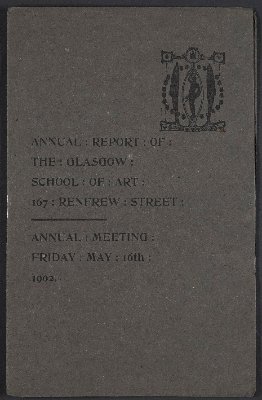 ANNUAL : REPORT : OF :
THE : GLASGOW :
SCHOOL : OF : ART :
167 : RENFREW : STREET :
ANNUAL : MEETING :
FRIDAY : MAY : 16th :
1902.